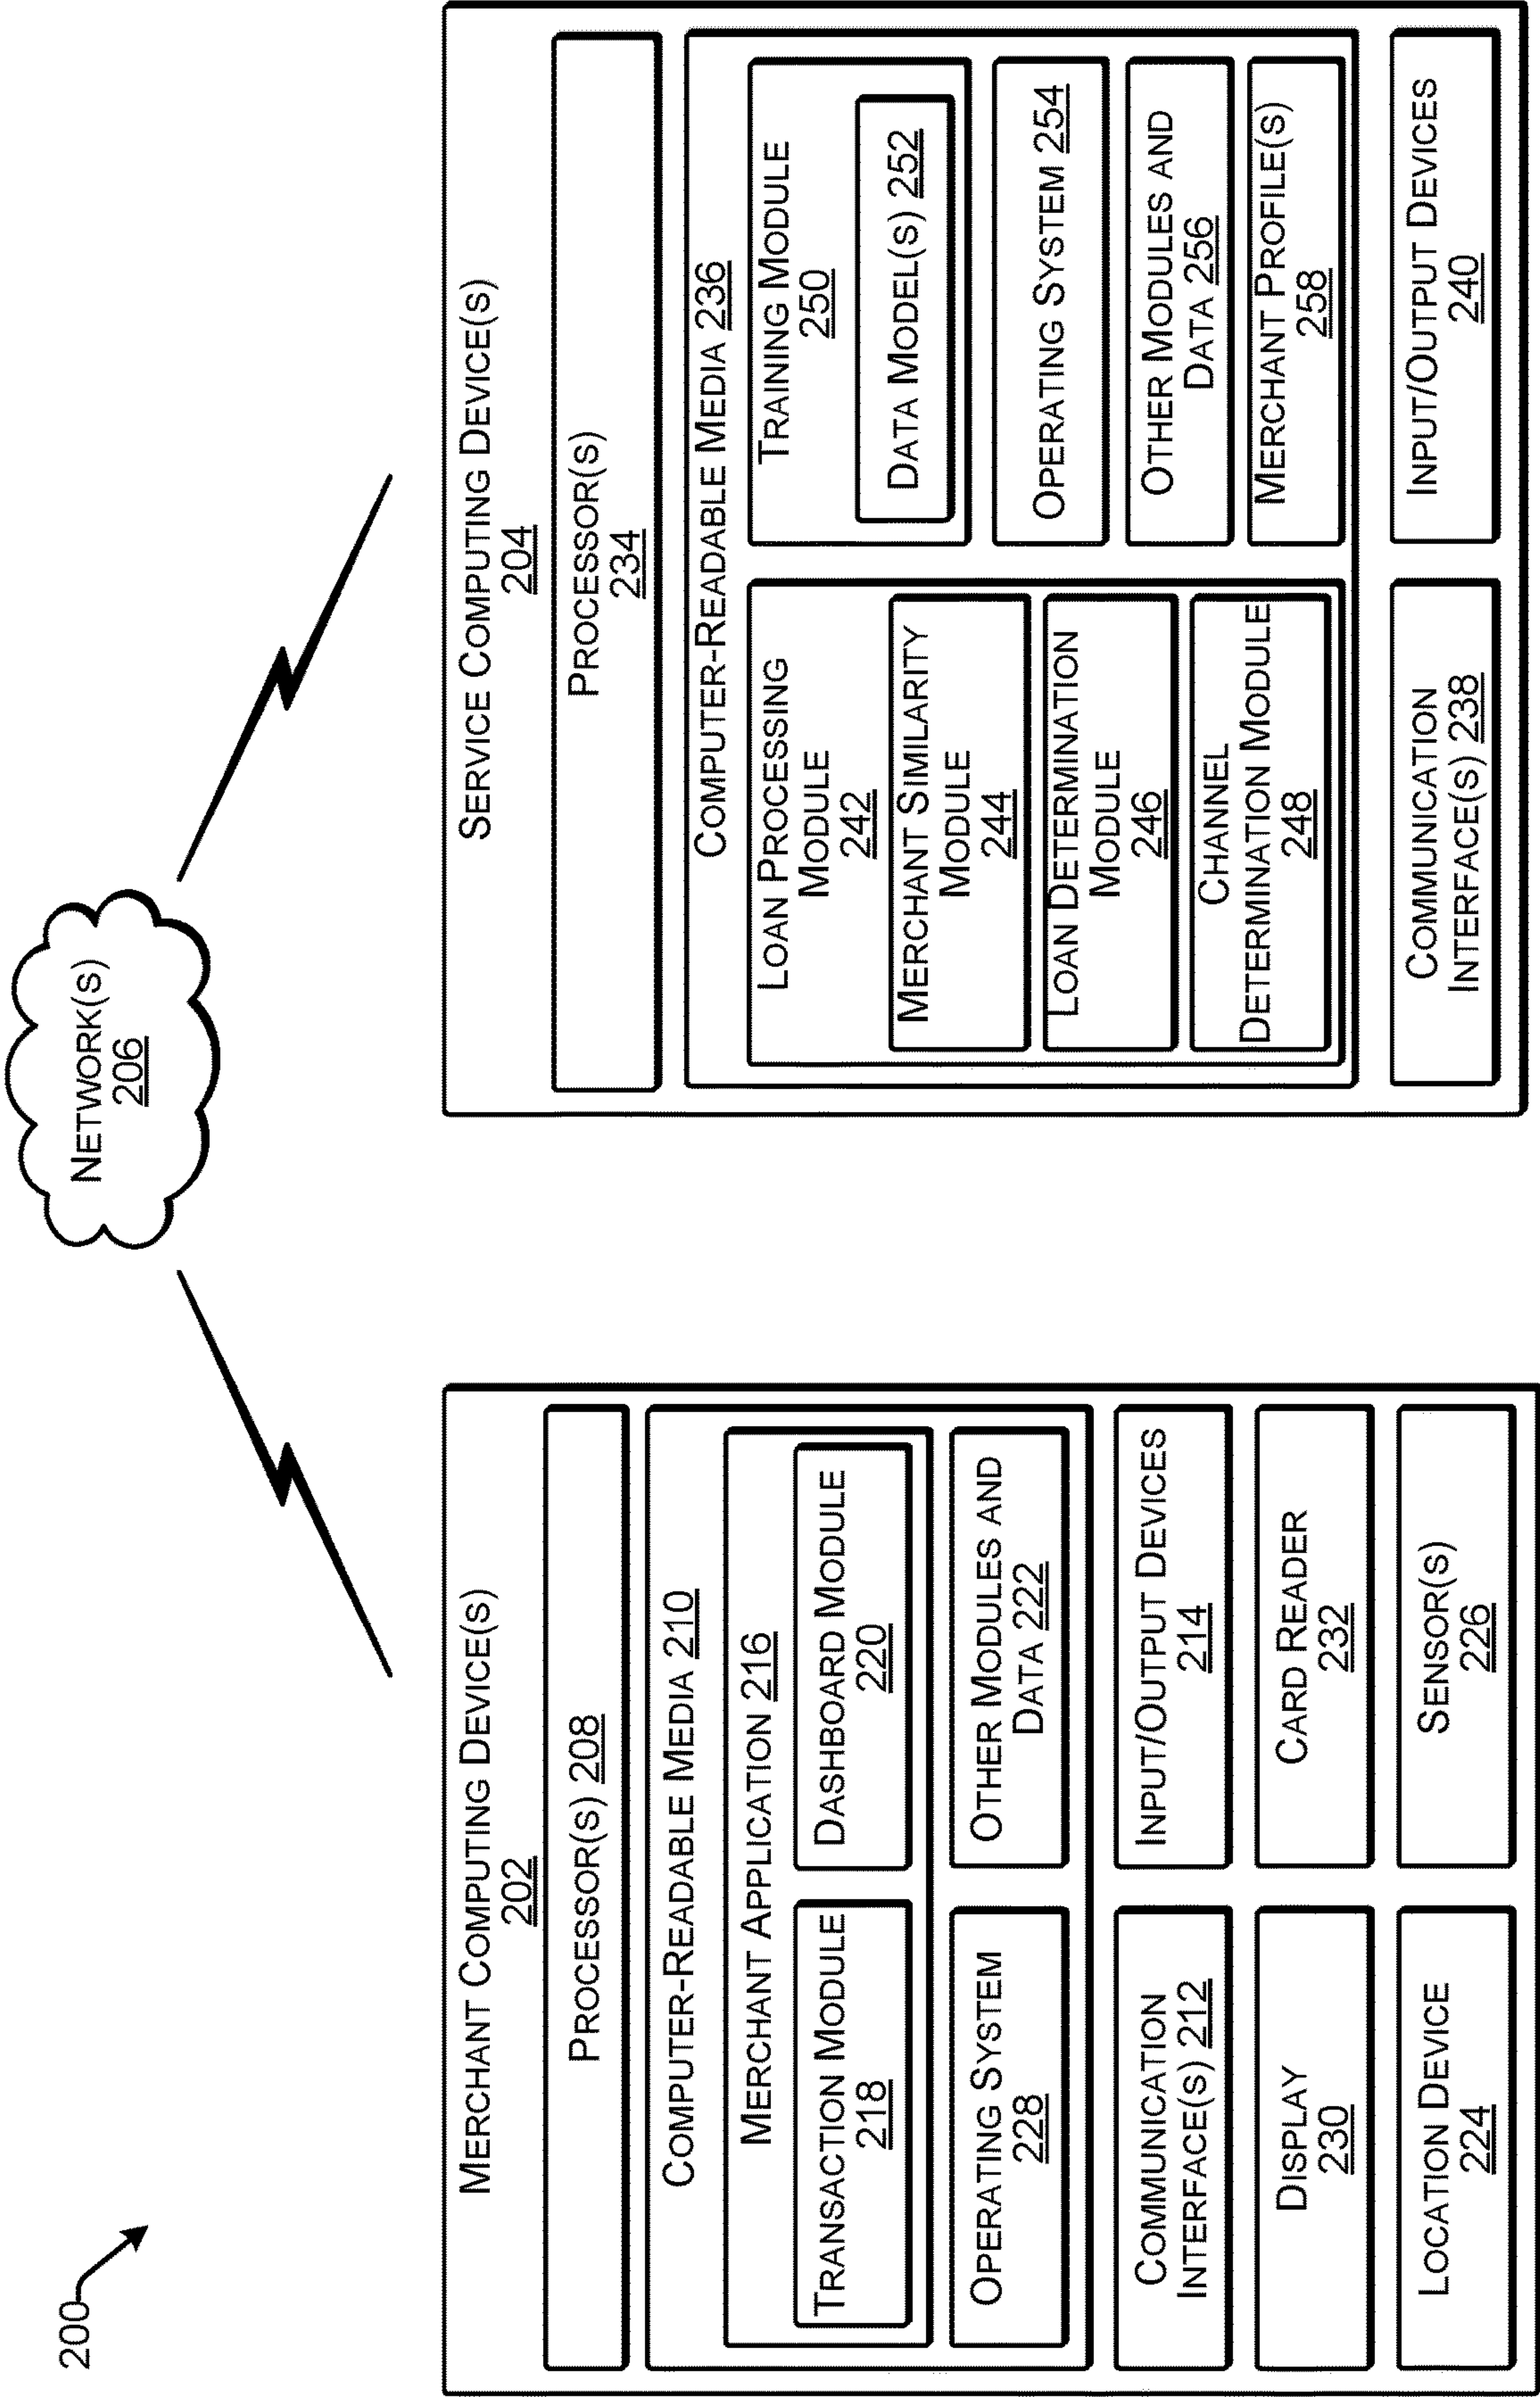 200
NETWORK(S)
206
MERCHANT COMPUTING DEVICE(S)
202
PROCESSOR(S) 208
COMPUTER-READABLE MEDIA 210
MERCHANT APPLICATION 216
TRANSACTION MODULE
218
DASHBOARD MODULE
220
OPERATING SYSTEM
228
OTHER MODULES AND
DATA 222
COMMUNICATION
INTERFACE(S) 212
INPUT/OUTPUT DEVICES
214
DISPLAY
230
CARD READER
232
LOCATION DEVICE
224
SENSOR(S)
226
SERVICE COMPUTING DEVICE(S)
204
PROCESSOR(S)
234
COMPUTER-READABLE MEDIA 236
LOAN PROCESSING
MODULE
242
MERCHANT SIMILARITY
MODULE
244
LOAN DETERMINATION
MODULE
246
CHANNEL
DETERMINATION MODULE
248
TRAINING MODULE
250
DATA MODEL(S) 252
OPERATING SYSTEM 254
OTHER MODULES AND
DATA 256
MERCHANT PROFILE(S)
258
COMMUNICATION
INTERFACE(S) 238
INPUT/OUTPUT DEVICES
240